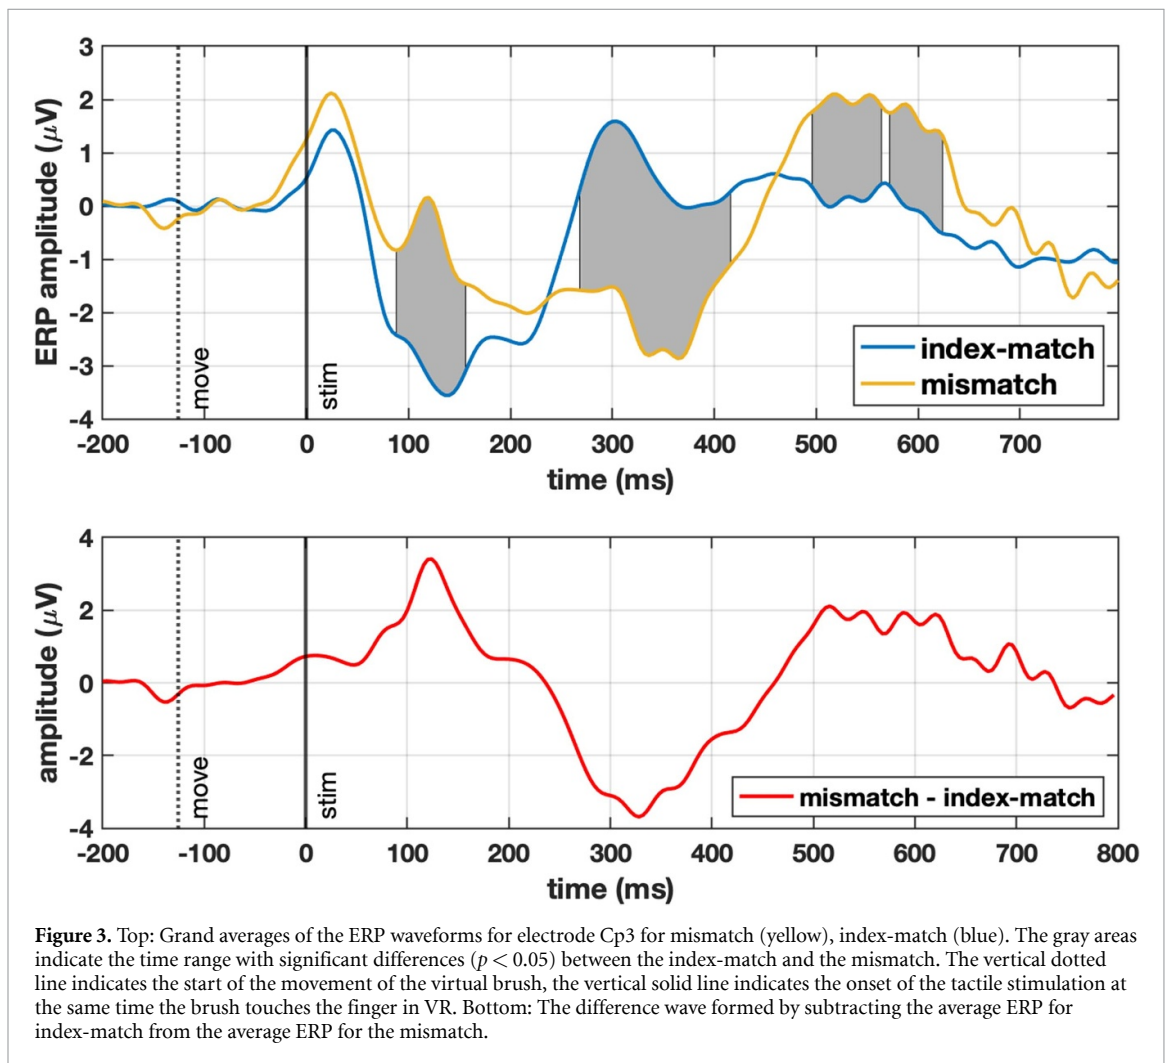 3
2
1
0
-1
-2
-3
-4
ERP amplitude (μV)
move
stim
index-match
mismatch
-200 -100 0 100 200 300 400 500 600 700
time (ms)
4
2
0
-2
-4
amplitude (μV)
move
stim
mismatch - index-match
-200 -100 0 100 200 300 400 500 600 700 800
time (ms)
Figure 3. Top: Grand averages of the ERP waveforms for electrode Cp3 for mismatch (yellow), index-match (blue). The gray areas
indicate the time range with significant differences (p < 0.05) between the index-match and the mismatch. The vertical dotted
line indicates the start of the movement of the virtual brush, the vertical solid line indicates the onset of the tactile stimulation at
the same time the brush touches the finger in VR. Bottom: The difference wave formed by subtracting the average ERP for
index-match from the average ERP for the mismatch.